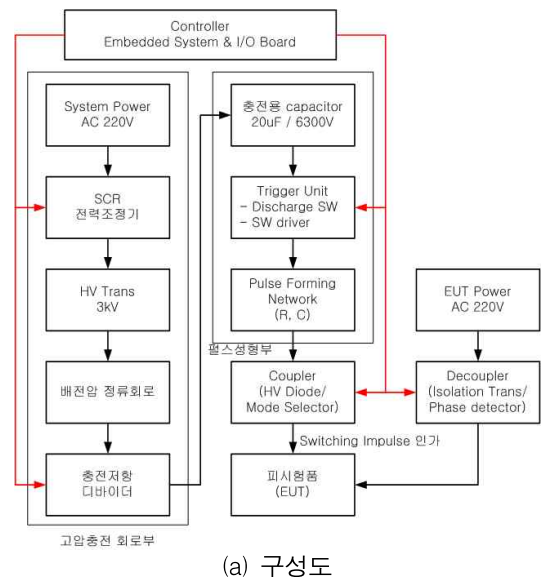 Controller
Embedded System & I/O Board
System Power
AC 220V
SCR
전력조정기
HV Trans
3kV
배전압 정류회로
충전저항
디바이더
고압충전 회로부
충전용 capacitor
20uF / 6300V
Trigger Unit
- Discharge SW
- SW driver
Pulse Forming
Network
(R, C)
펄스성형부
Coupler
(HV Diode/
Mode Selector)
Switching Impulse 인가
피시험품
(EUT)
EUT Power
AC 220V
Decoupler
(Isolation Trans/
Phase detector)
(a) 구성도